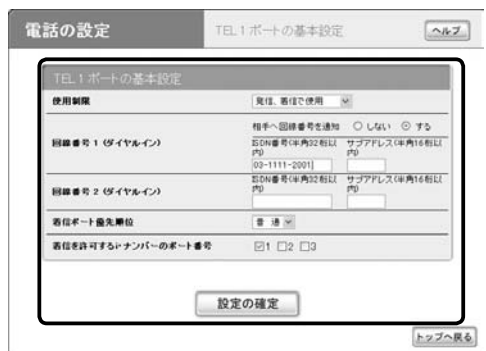 電話の設定
TEL1ポートの基本設定
ヘルプ
TEL1ポートの基本設定
使用制限
発信、着信で使用
相手へ回線番号を通知 しない する
回線番号1 (ダイヤルイン)
ISDN番号(半角32桁以内)
サブアドレス(半角16桁以内)
03-1111-2001
回線番号2 (ダイヤルイン)
ISDN番号(半角32桁以内)
サブアドレス(半角16桁以内)
着信ポート優先順位
普通
着信を許可するi・ナンバーのポート番号
1 2 3
設定の確定
トップへ戻る